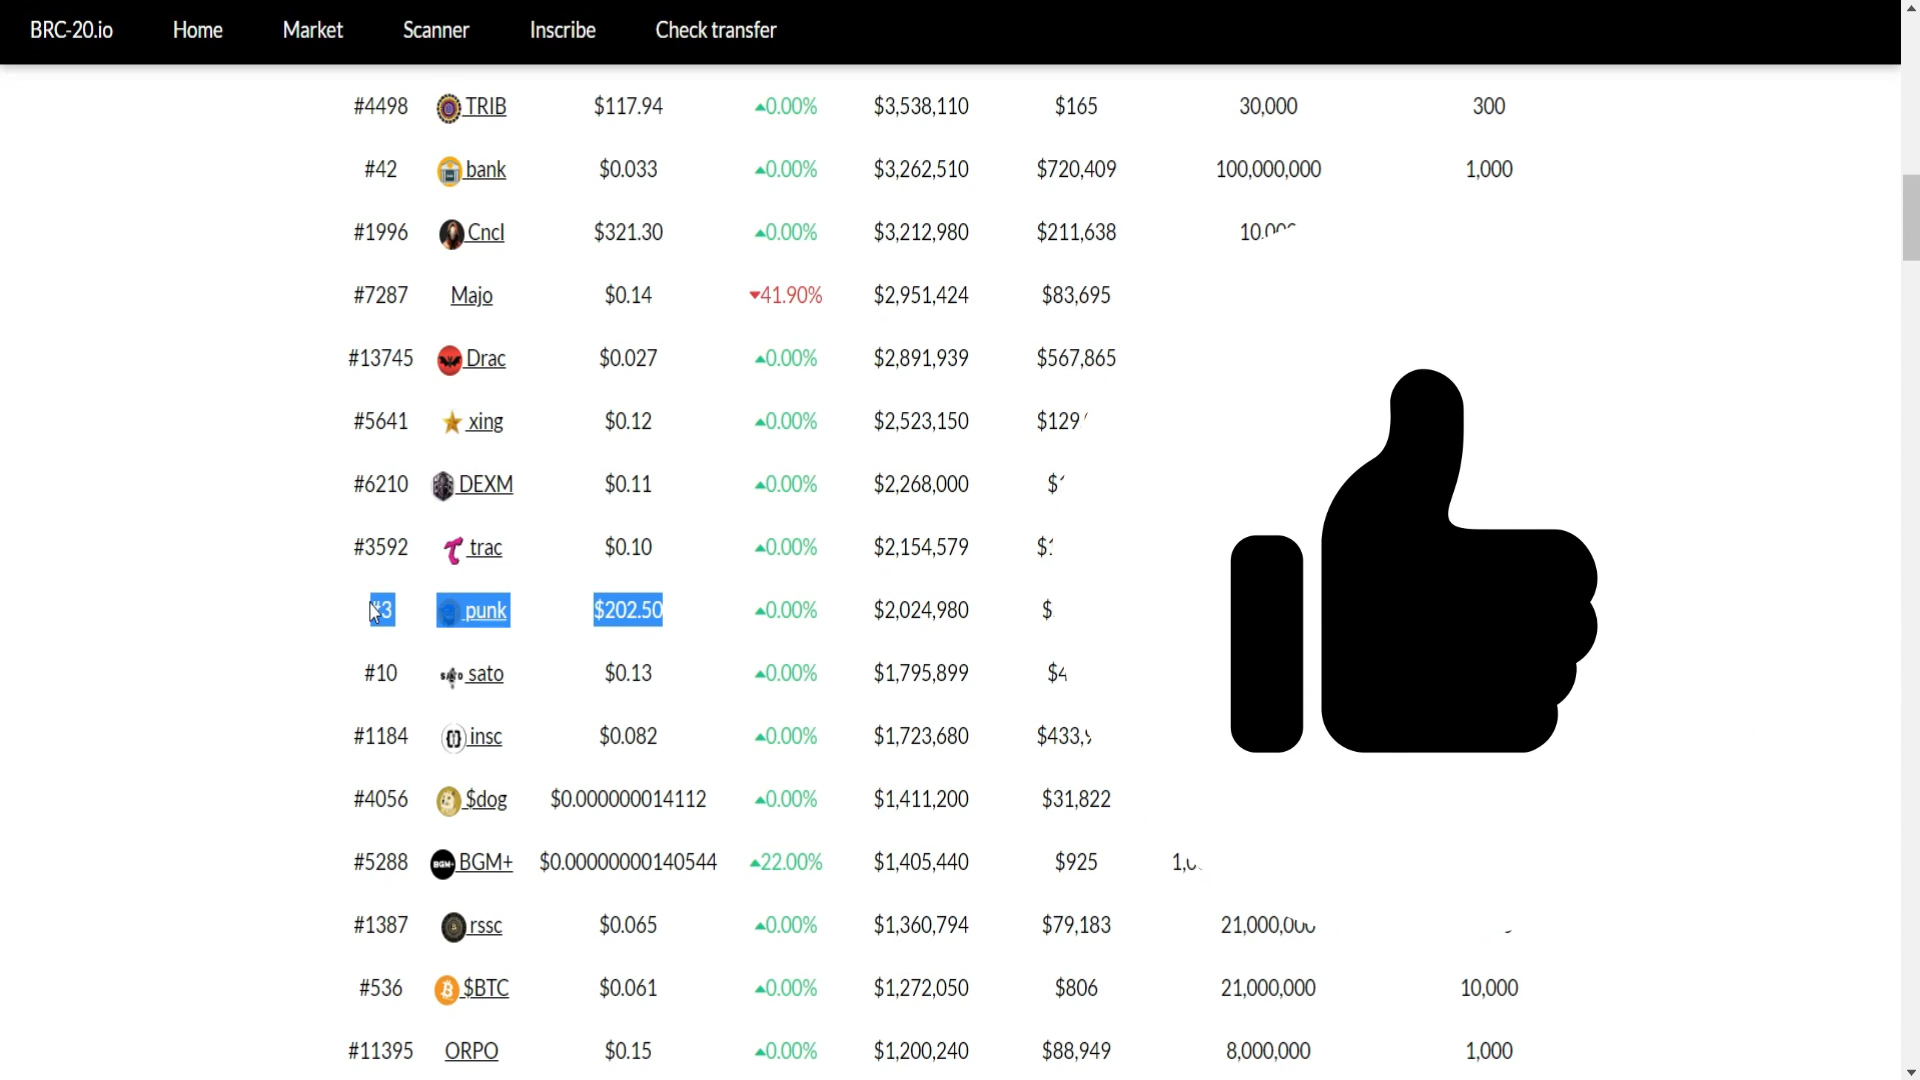 BRC-20.io Home Market Scanner Inscribe Check transfer
#4498 TRIB $117.94 0.00% $3,538,110 $165 30,000 300
#42 bank $0.033 0.00% $3,262,510 $720,409 100,000,000 1,000
#1996 Cncl $321.30 0.00% $3,212,980 $211,638
#7287 Majo $0.14 41.90% $2,951,424 $83,695
#13745 Drac $0.027 0.00% $2,891,939 $567,865
#5641 xing $0.12 0.00% $2,523,150
#6210 DEXM $0.11 0.00% $2,268,000
#3592 trac $0.10 0.00% $2,154,579
#3 punk $202.50 0.00% $2,024,980
#10 sato $0.13 0.00% $1,795,899
#1184 insc $0.082 0.00% $1,723,680
#4056 $dog $0.000000014112 0.00% $1,411,200 $31,822
#5288 BGM+ $0.00000000140544 22.00% $1,405,440 $925
#1387 rssc $0.065 0.00% $1,360,794 $79,183 21,000,000
#536 $BTC $0.061 0.00% $1,272,050 $806 21,000,000 10,000
#11395 ORPO $0.15 0.00% $1,200,240 $88,949 8,000,000 1,000